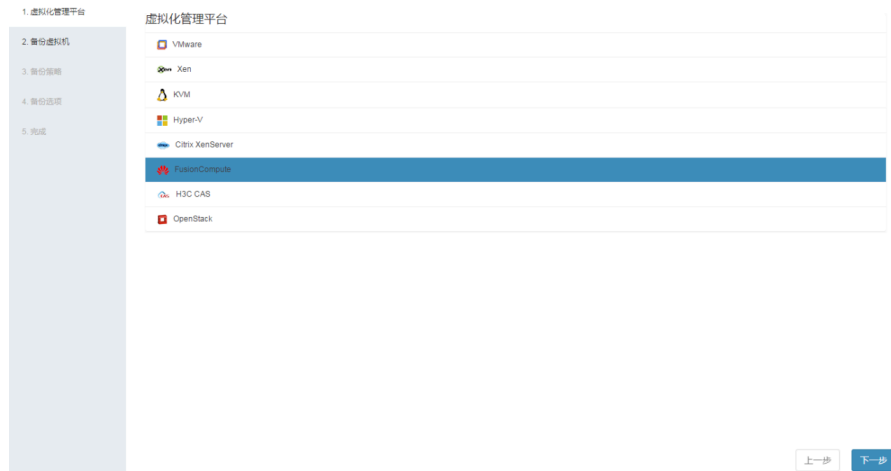 1. 虚拟化管理平台
2. 备份虚拟机
3. 备份策略
4. 备份选项
5. 完成
虚拟化管理平台
VMware
Xen
KVM
Hyper-V
Citrix XenServer
FusionCompute
H3C CAS
OpenStack
上一步
下一步